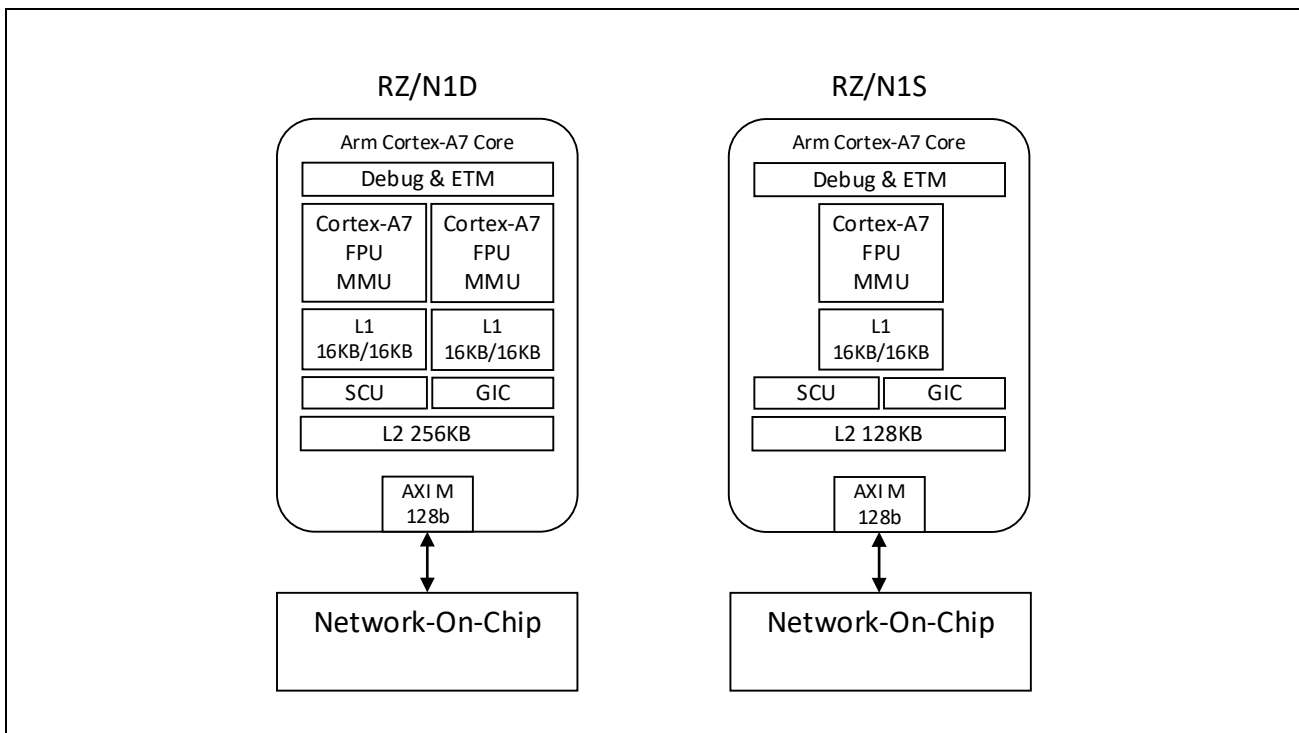 RZ/N1D
Arm Cortex-A7 Core
Debug & ETM
Cortex-A7
FPU
MMU
Cortex-A7
FPU
MMU
L1
16KB/16KB
L1
16KB/16KB
SCU
GIC
L2 256KB
AXI M
128b
Network-On-Chip
RZ/N1S
Arm Cortex-A7 Core
Debug & ETM
Cortex-A7
FPU
MMU
L1
16KB/16KB
SCU
GIC
L2 128KB
AXI M
128b
Network-On-Chip